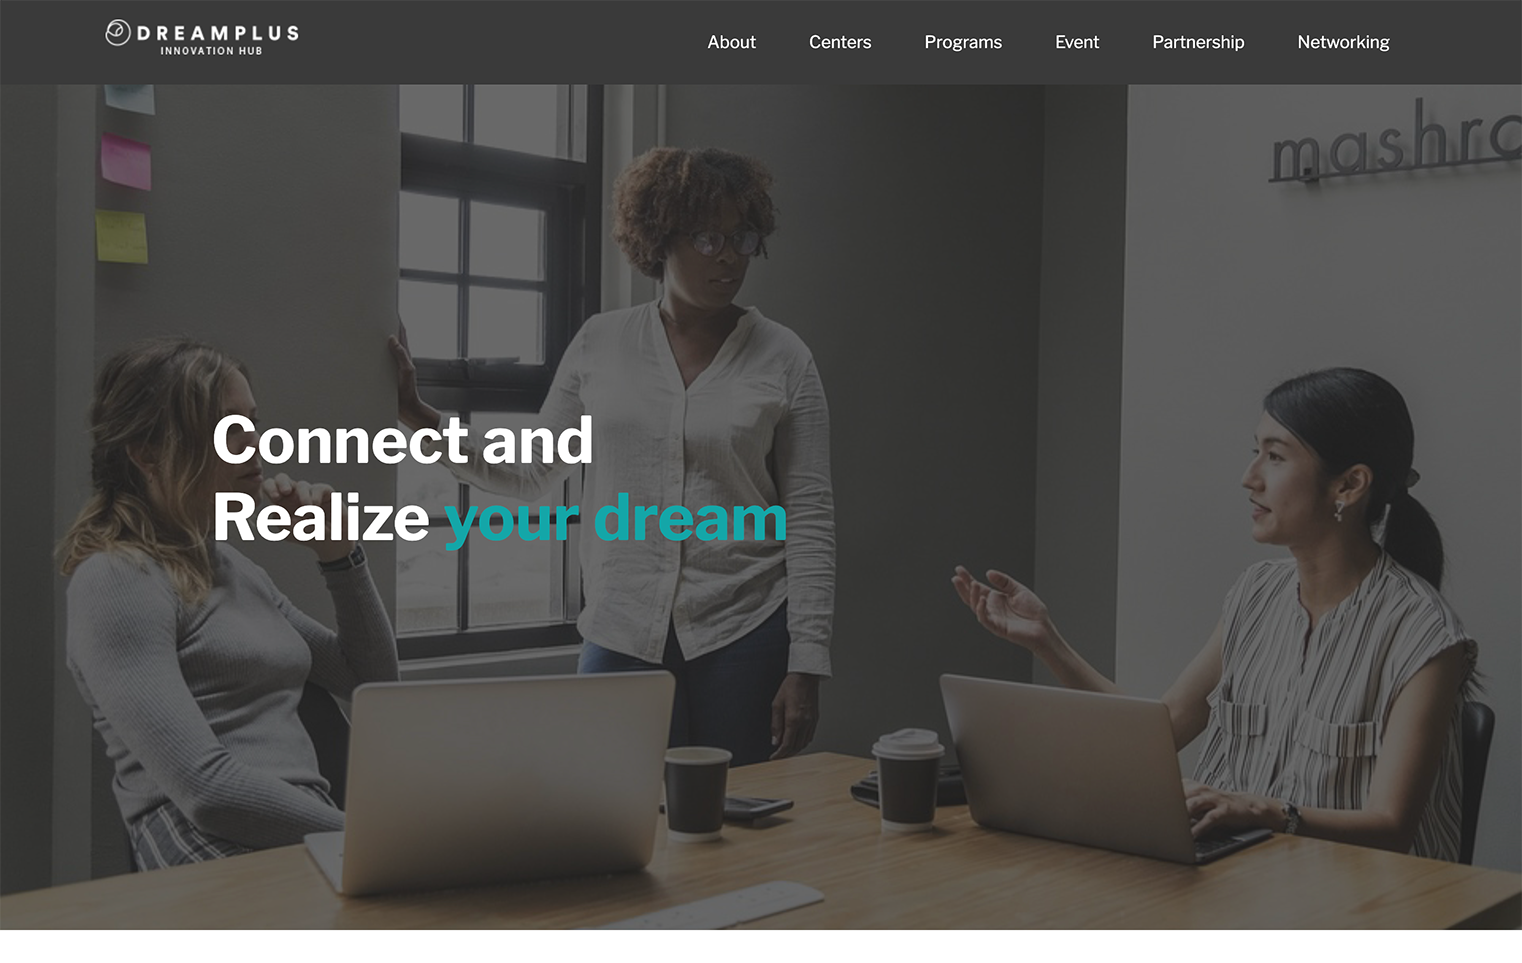 DREAMPLUS
INNOVATION HUB
About Centers Programs Event Partnership Networking
mashro
Connect and
Realize your dream